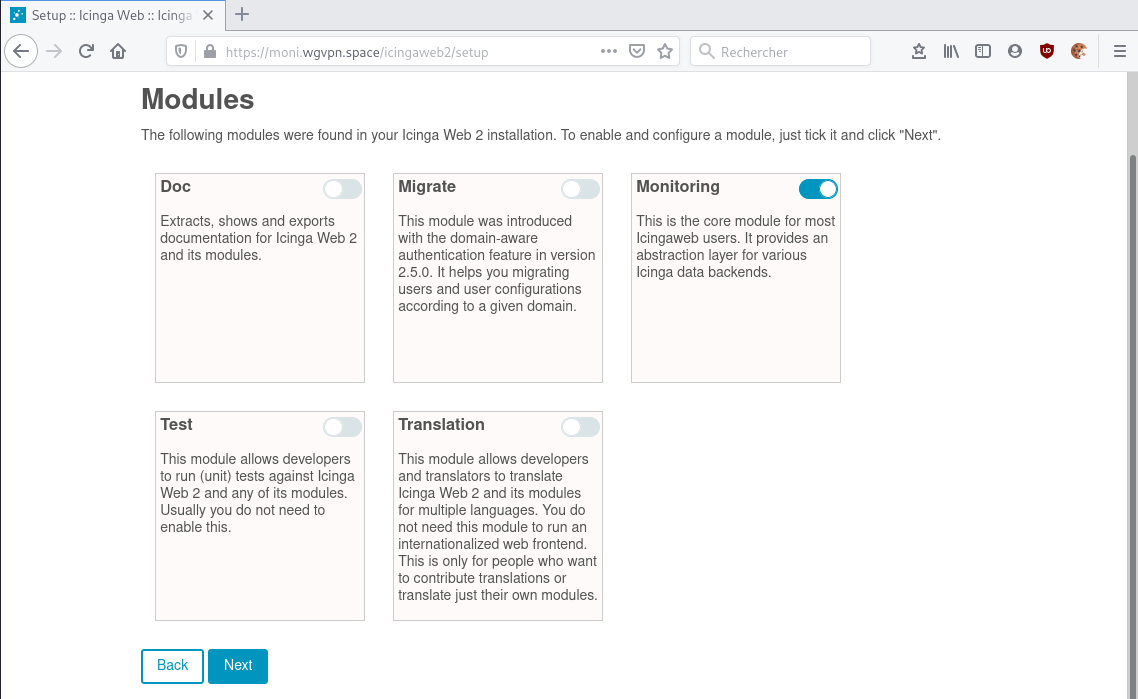 Setup :: Icinga Web :: Icinga
https://moni.wgvpn.space/icingaweb2/setup
Rechercher
Modules
The following modules were found in your Icinga Web 2 installation. To enable and configure a module, just tick it and click "Next".
Doc
Extracts, shows and exports
documentation for Icinga Web 2
and its modules.
Migrate
This module was introduced
with the domain-aware
authentication feature in version
2.5.0. It helps you migrating
users and user configurations
according to a given domain.
Monitoring
This is the core module for most
Icingaweb users. It provides an
abstraction layer for various
Icinga data backends.
Test
This module allows developers
to run (unit) tests against Icinga
Web 2 and any of its modules.
Usually you do not need to
enable this.
Translation
This module allows developers
and translators to translate
Icinga Web 2 and its modules
for multiple languages. You do
not need this module to run an
internationalized web frontend.
This is only for people who want
to contribute translations or
translate just their own modules.
Back
Next